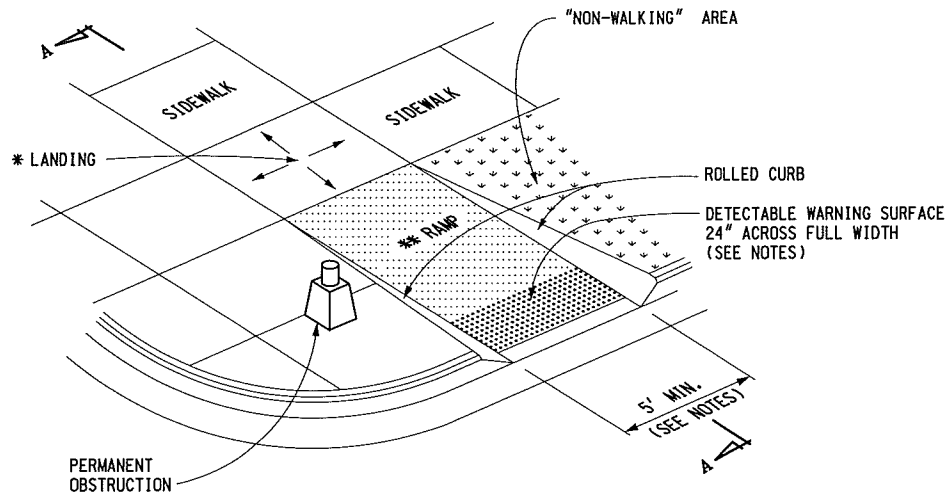 "NON-WALKING" AREA
A
SIDEWALK
SIDEWALK
* LANDING
ROLLED CURB
DETECTABLE WARNING SURFACE
24" ACROSS FULL WIDTH
(SEE NOTES)
** RAMP
5' MIN.
(SEE NOTES)
A
PERMANENT
OBSTRUCTION